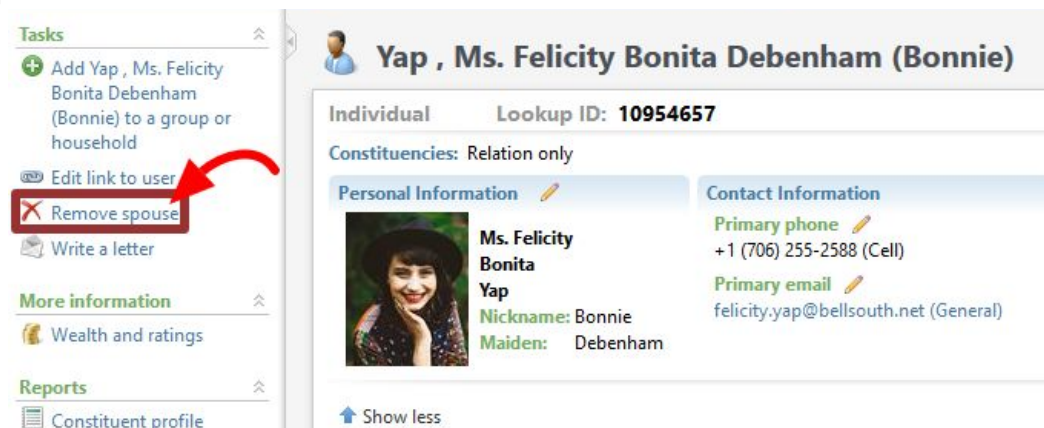 Tasks
Add Yap , Ms. Felicity
Bonita Debenham
(Bonnie) to a group or
household
Edit link to user
Remove spouse
Write a letter
More information
Wealth and ratings
Reports
Constituent profile
Yap , Ms. Felicity Bonita Debenham (Bonnie)
Individual Lookup ID: 10954657
Constituencies: Relation only
Personal Information
Ms. Felicity
Bonita
Yap
Nickname: Bonnie
Maiden: Debenham
Contact Information
Primary phone
+1 (706) 255-2588 (Cell)
Primary email
felicity.yap@bellsouth.net (General)
Show less